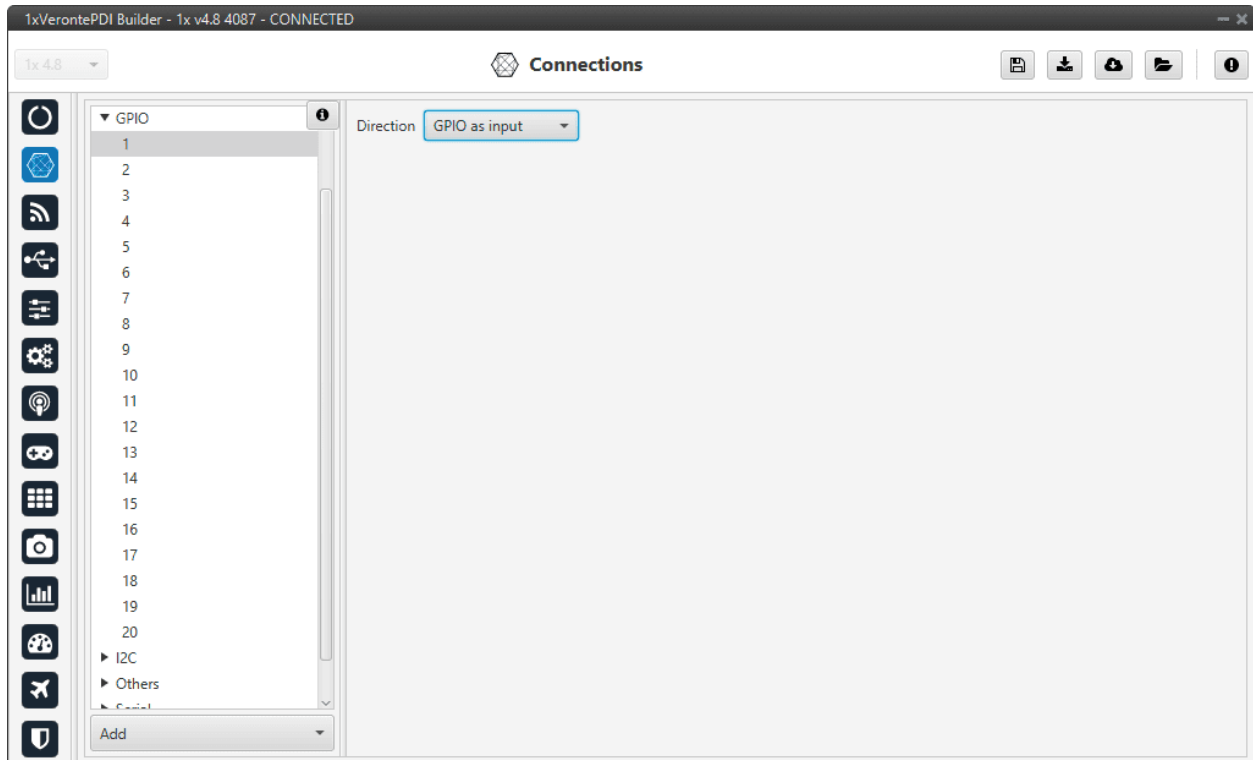 1xVerontePDI Builder - 1x v4.8 4087 - CONNECTED
1x 4.8
Connections
GPIO
1
2
3
4
5
6
7
8
9
10
11
12
13
14
15
16
17
18
19
20
I2C
Others
Serial
Add
Direction GPIO as input